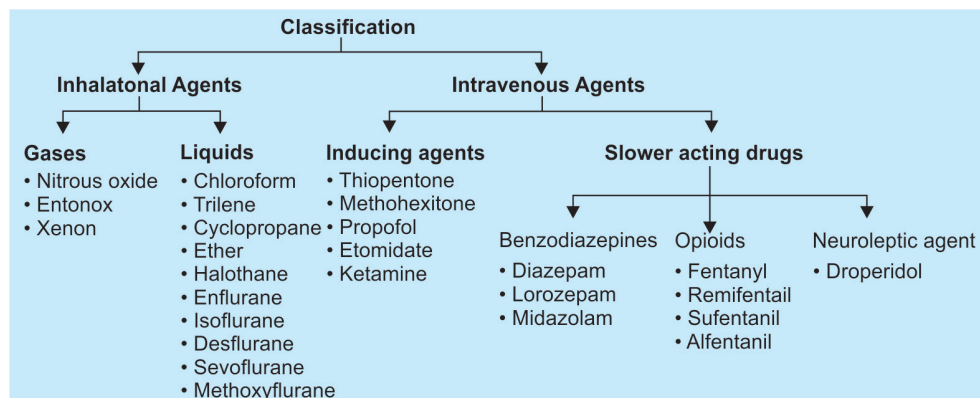 Classification
Inhalatonal Agents
Intravenous Agents
Gases
• Nitrous oxide
• Entonox
• Xenon
Liquids
• Chloroform
• Trilene
• Cyclopropane
• Ether
• Halothane
• Enflurane
• Isoflurane
• Desflurane
• Sevoflurane
• Methoxyflurane
Inducing agents
• Thiopentone
• Methohexitone
• Propofol
• Etomidate
• Ketamine
Slower acting drugs
Benzodiazepines
• Diazepam
• Lorozepam
• Midazolam
Opioids
• Fentanyl
• Remifentail
• Sufentanil
• Alfentanil
Neuroleptic agent
• Droperidol